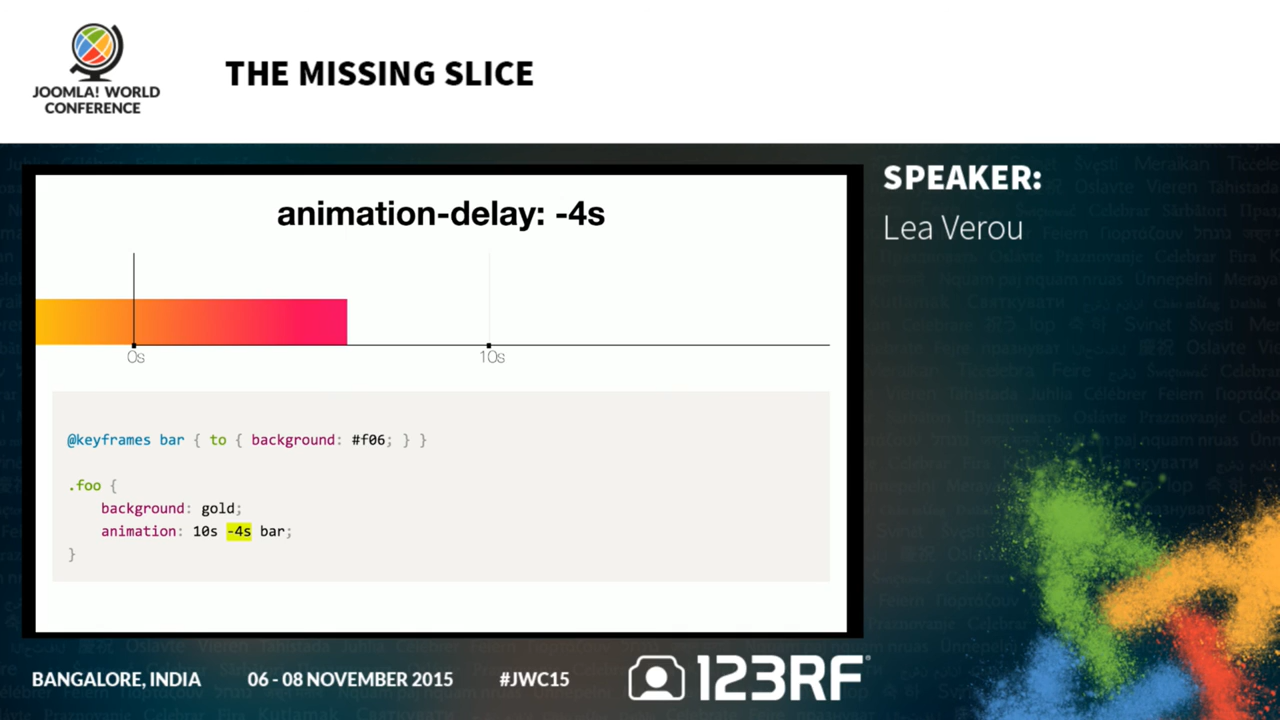 JOOMLA! WORLD
CONFERENCE
THE MISSING SLICE
SPEAKER:
Lea Verou
animation-delay: -4s
0s
10s
@keyframes bar { to { background: #f06; } }
.foo {
background: gold;
animation: 10s -4s bar;
}
BANGALORE, INDIA
06 - 08 NOVEMBER 2015
#JWC15
123RF®